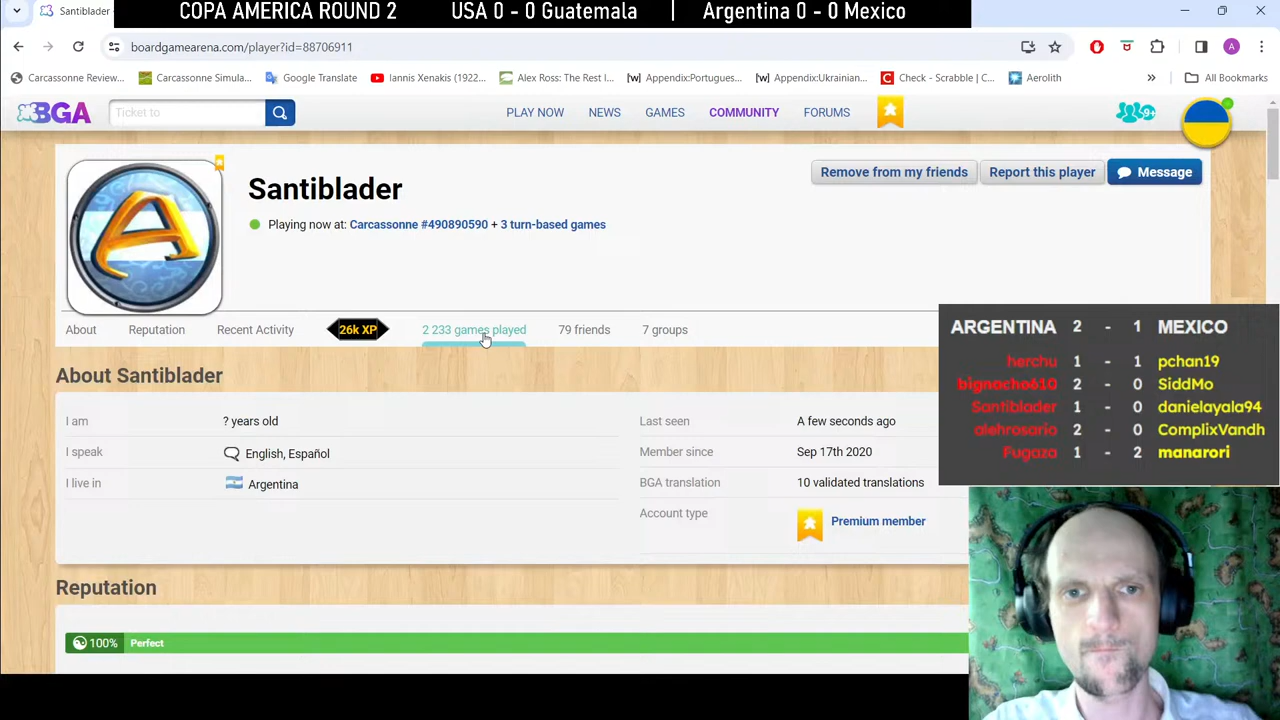 COPA AMERICA ROUND 2 USA 0 - 0 Guatemala | Argentina 0 - 0 Mexico
Santiblader
boardgamearena.com/player?id=88706911
A
Carcassonne Review... Carcassonne Simula... Google Translate Iannis Xenakis (1922... Alex Ross: The Rest I... [w] Appendix:Portugues... [w] Appendix:Ukrainian... C Check - Scrabble | C... Aerolith » All Bookmarks
BGA Ticket to PLAY NOW NEWS GAMES COMMUNITY FORUMS 9+
Santiblader
Remove from my friends Report this player Message
Playing now at: Carcassonne #490890590 + 3 turn-based games
About Reputation Recent Activity 26k XP 2 233 games played 79 friends 7 groups
About Santiblader
I am ? years old
I speak English, Español
I live in Argentina
Last seen A few seconds ago
Member since Sep 17th 2020
BGA translation 10 validated translations
Account type Premium member
Reputation
100% Perfect
ARGENTINA 2 - 1 MEXICO
herchu 1 - 1 pchan19
bignacho610 2 - 0 SiddMo
Santiblader 1 - 0 danielayala94
alehrosario 2 - 0 ComplixVandh
Fugaza 1 - 2 manarori